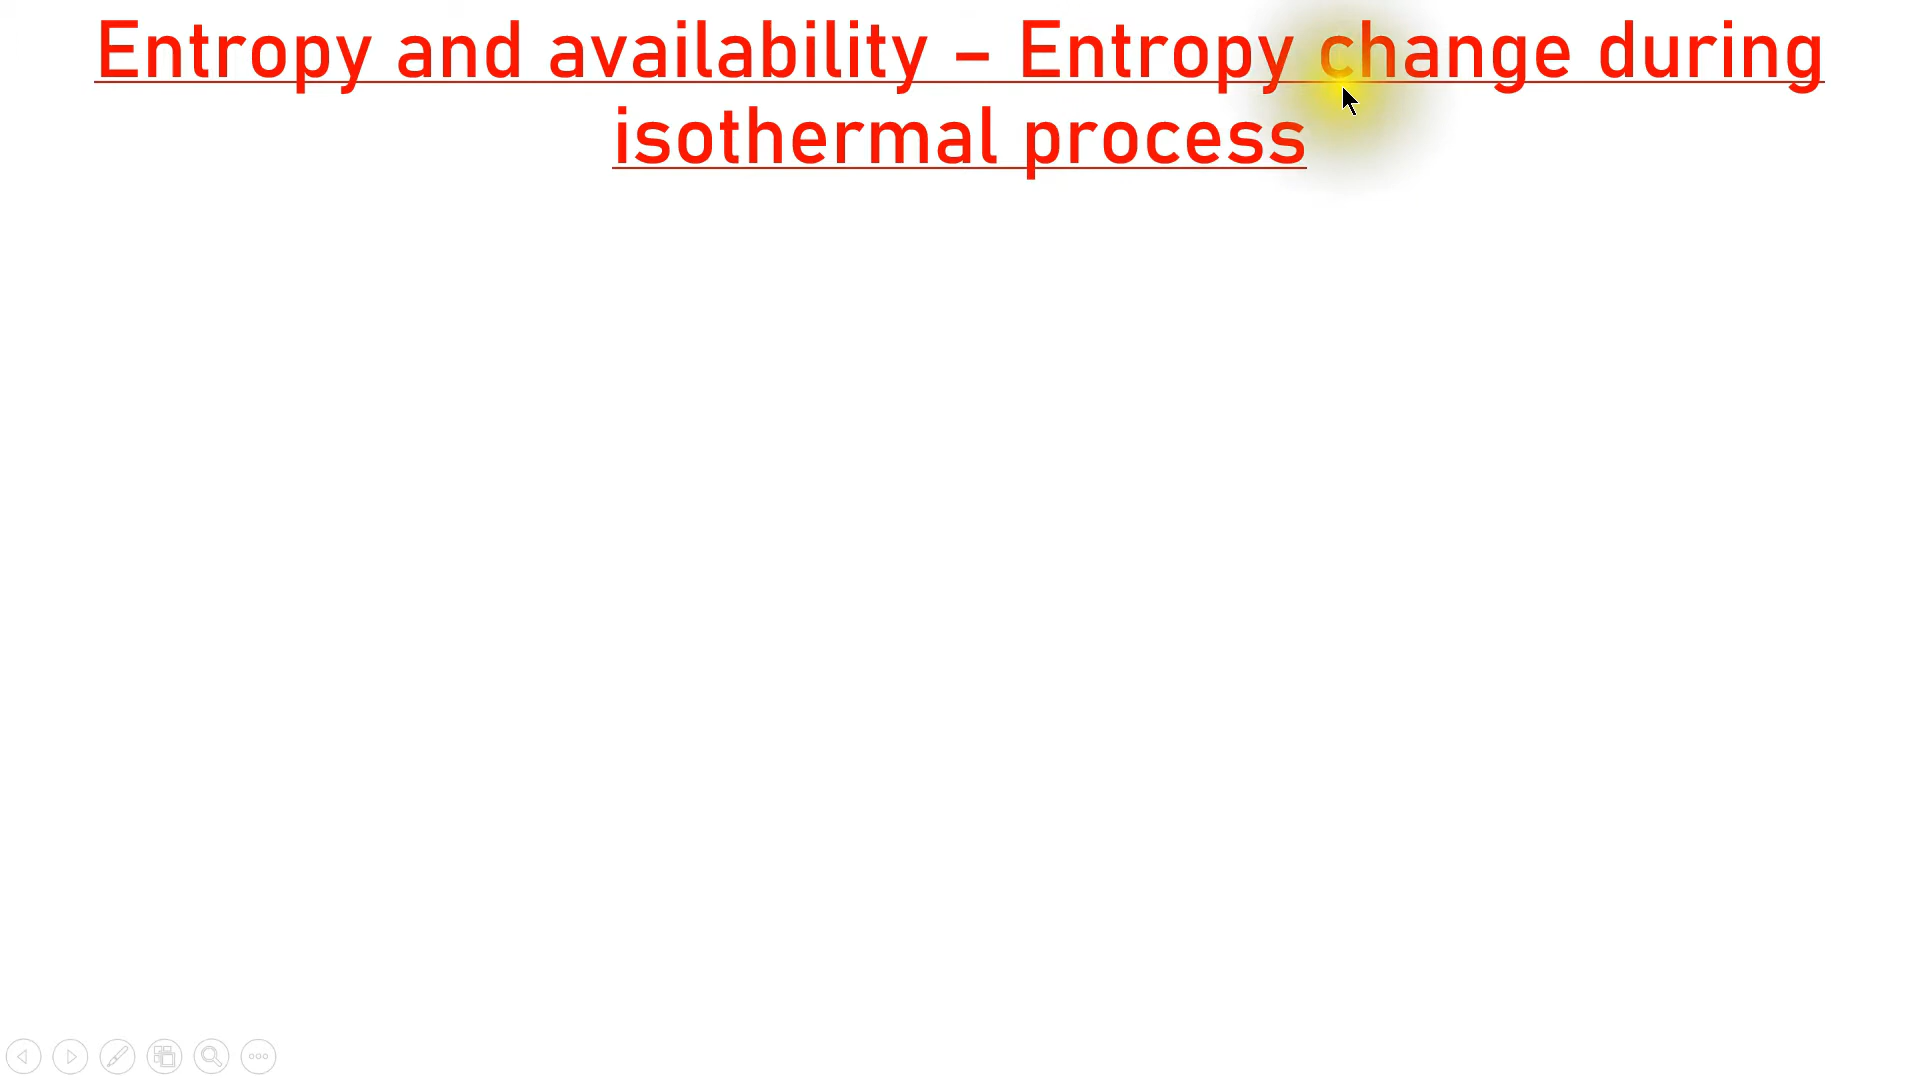 Entropy and availability – Entropy change during
isothermal process